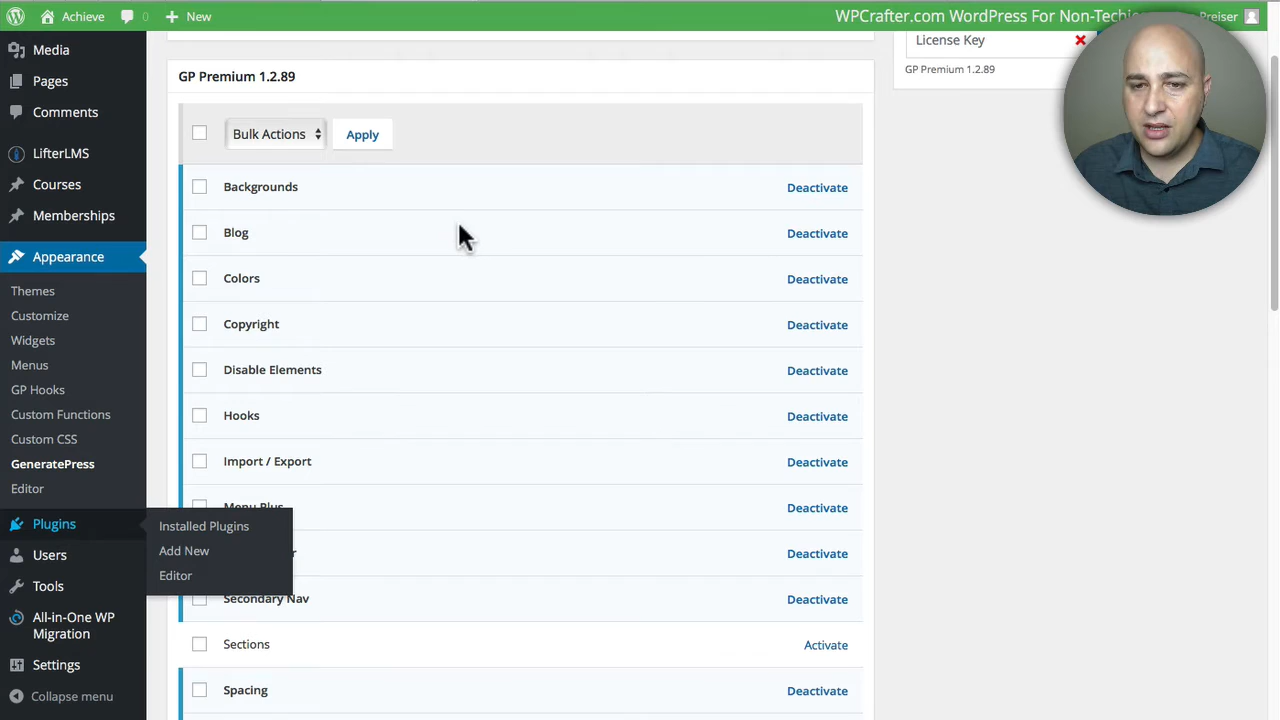 Achieve
0
New
WPCrafter.com WordPress For Non-Techies
Preiser
Media
Pages
Comments
LifterLMS
Courses
Memberships
Appearance
Themes
Customize
Widgets
Menus
GP Hooks
Custom Functions
Custom CSS
GeneratePress
Editor
Plugins
Installed Plugins
Add New
Editor
Users
Tools
All-in-One WP
Migration
Settings
Collapse menu
License Key
GP Premium 1.2.89
GP Premium 1.2.89
Bulk Actions
Apply
Backgrounds
Deactivate
Blog
Deactivate
Colors
Deactivate
Copyright
Deactivate
Disable Elements
Deactivate
Hooks
Deactivate
Import / Export
Deactivate
Menu Plus
Deactivate
Deactivate
Secondary Nav
Deactivate
Sections
Activate
Spacing
Deactivate